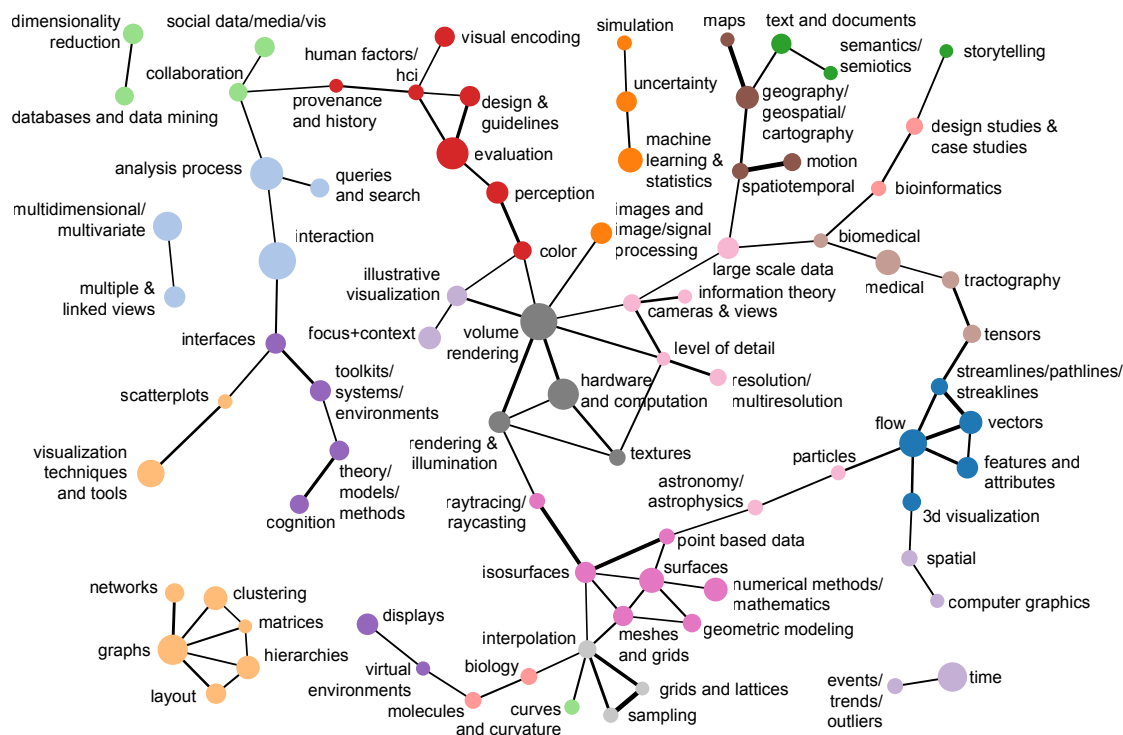 dimensionality
reduction
social data/media/vis
collaboration
databases and data mining
human factors/
hci
visual encoding
provenance
and history
design &
guidelines
evaluation
perception
color
simulation
uncertainty
machine
learning &
statistics
images and
image/signal
processing
maps
text and documents
semantics/
semiotics
geography/
geospatial/
cartography
motion
spatiotemporal
storytelling
design studies &
case studies
bioinformatics
biomedical
medical
tractography
tensors
large scale data
information theory
cameras & views
level of detail
resolution/
multiresolution
analysis process
queries
and search
multidimensional/
multivariate
interaction
multiple &
linked views
interfaces
illustrative
visualization
focus+context
volume
rendering
hardware
and computation
rendering &
illumination
textures
scatterplots
toolkits/
systems/
environments
visualization
techniques
and tools
theory/
models/
methods
cognition
streamlines/pathlines/
streaklines
flow
vectors
features and
attributes
3d visualization
spatial
computer graphics
particles
astronomy/
astrophysics
raytracing/
raycasting
point based data
isosurfaces
surfaces
numerical methods/
mathematics
meshes
and grids
geometric modeling
interpolation
networks
clustering
matrices
graphs
hierarchies
layout
displays
virtual
environments
biology
molecules
curves
and curvature
grids and lattices
sampling
events/
trends/
outliers
time